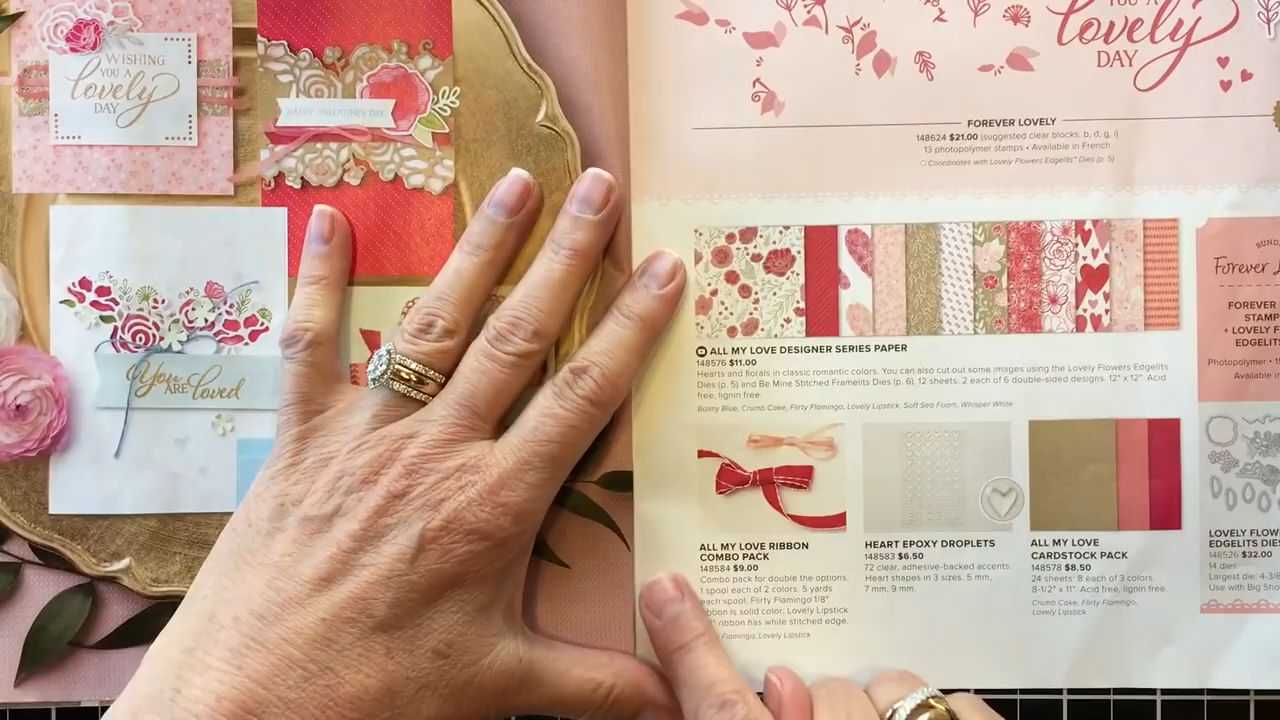 WISHING
YOU A
lovely
DAY
HAPPY VALENTINE'S DAY
You
ARE loved
YOU A
lovely
DAY
FOREVER LOVELY
148624 $21.00 (suggested clear blocks: b, d, g, i)
13 photopolymer stamps • Available in French
Coordinates with Lovely Flowers Edgelits™ Dies (p. 5)
ALL MY LOVE DESIGNER SERIES PAPER
148576 $11.00
Hearts and florals in classic romantic colors. You can also cut out some images using the Lovely Flowers Edgelits
Dies (p. 5) and Be Mine Stitched Framelits Dies (p. 6). 12 sheets: 2 each of 6 double-sided designs. 12" x 12". Acid
free, lignin free.
Balmy Blue, Crumb Cake, Flirty Flamingo, Lovely Lipstick, Soft Sea Foam, Whisper White
ALL MY LOVE RIBBON
COMBO PACK
148584 $9.00
Combo pack for double the options.
1 spool each of 2 colors. 5 yards
each spool. Flirty Flamingo 1/8"
ribbon is solid color; Lovely Lipstick
ribbon has white stitched edge.
Flamingo, Lovely Lipstick
HEART EPOXY DROPLETS
148583 $6.50
72 clear, adhesive-backed accents.
Heart shapes in 3 sizes: 5 mm,
7 mm, 9 mm.
ALL MY LOVE
CARDSTOCK PACK
148578 $8.50
24 sheets: 8 each of 3 colors.
8-1/2" x 11". Acid free, lignin free.
Crumb Cake, Flirty Flamingo,
Lovely Lipstick
Forever
FOREVER
STAMP
+ LOVELY F
EDGELIT
Photopolymer •
Available in
LOVELY FLOW
EDGELITS DIES
148526 $32.00
14 dies.
Largest die: 4-3/8
Use with Big Sho